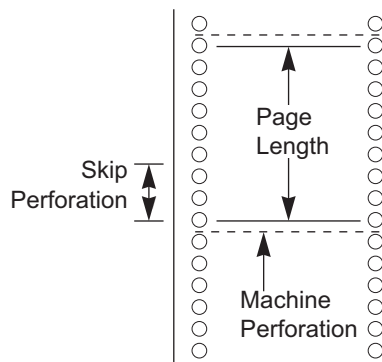 Page
Length
Skip
Perforation
Machine
Perforation